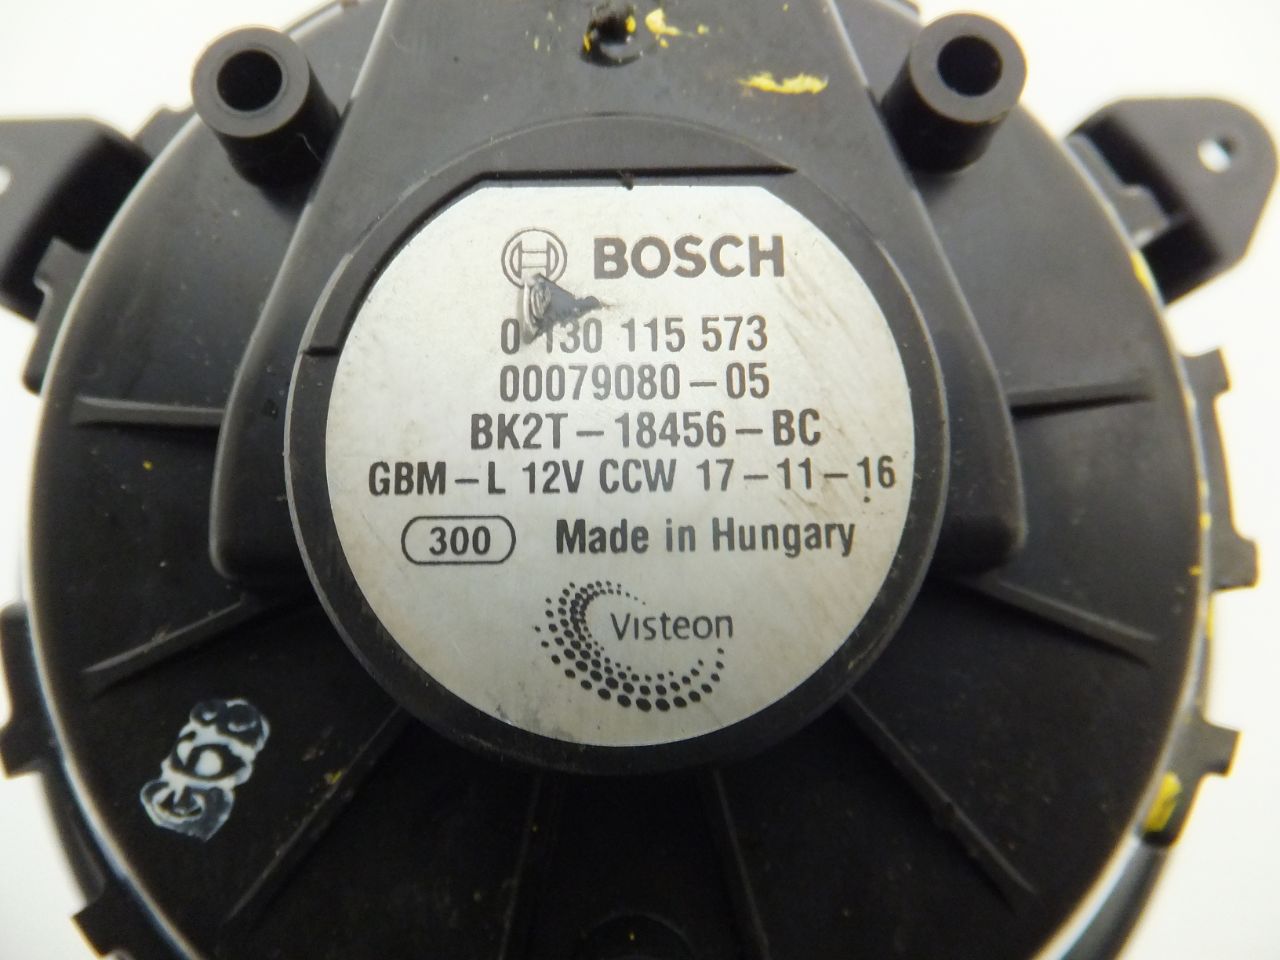 BOSCH
0 130 115 573
00079080-05
BK2T-18456-BC
GBM-L 12V CCW 17-11-16
300 Made in Hungary
Visteon